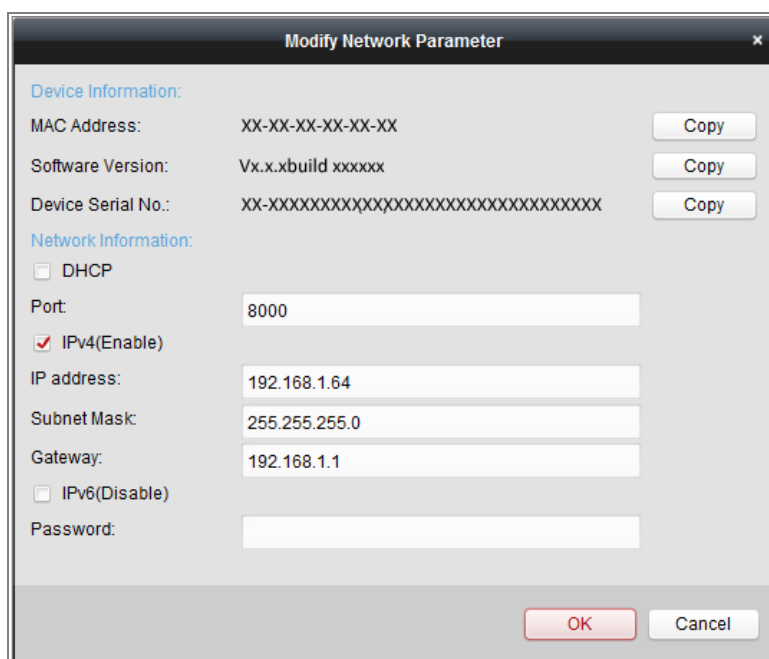 Modify Network Parameter ×
Device Information:
MAC Address: XX-XX-XX-XX-XX-XX Copy
Software Version: Vx.x.xbuild xxxxxx Copy
Device Serial No.: XX-XXXXXXXXXXXXXXXXXXXXXXXXXXXXXXXXX Copy
Network Information:
DHCP
Port: 8000
IPv4(Enable)
IP address: 192.168.1.64
Subnet Mask: 255.255.255.0
Gateway: 192.168.1.1
IPv6(Disable)
Password:
OK Cancel